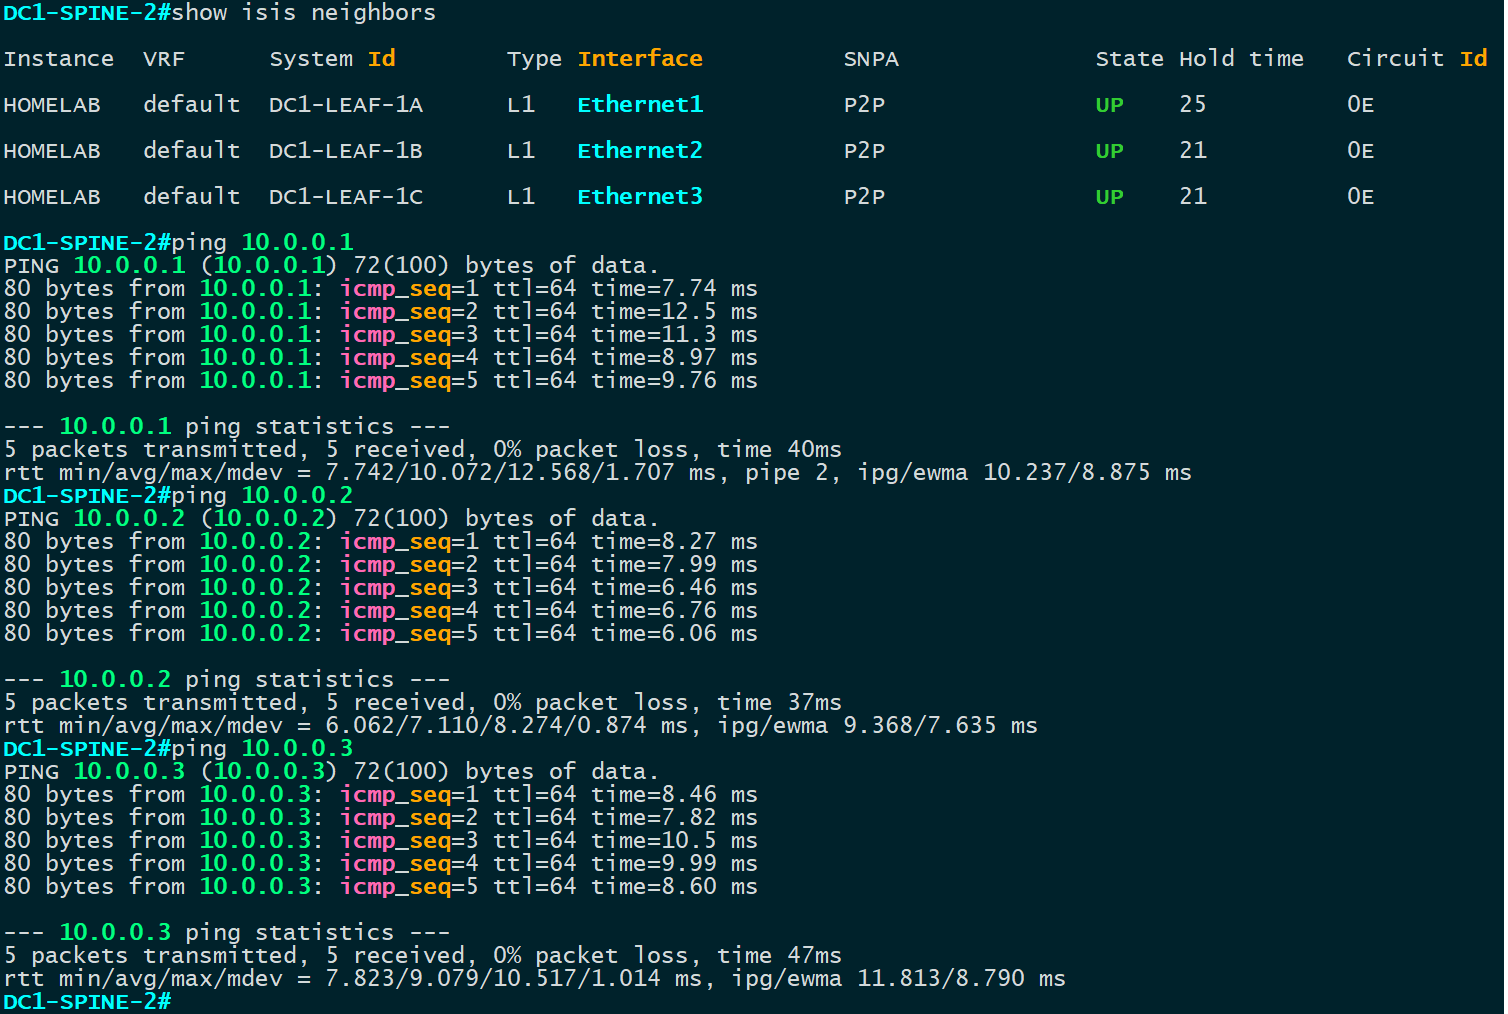 DC1-SPINE-2#show isis neighbors
Instance  VRF      System Id        Type Interface          SNPA              State Hold time   Circuit Id
HOMELAB   default  DC1-LEAF-1A      L1   Ethernet1          P2P               UP    25          0E
HOMELAB   default  DC1-LEAF-1B      L1   Ethernet2          P2P               UP    21          0E
HOMELAB   default  DC1-LEAF-1C      L1   Ethernet3          P2P               UP    21          0E
DC1-SPINE-2#ping 10.0.0.1
PING 10.0.0.1 (10.0.0.1) 72(100) bytes of data.
80 bytes from 10.0.0.1: icmp_seq=1 ttl=64 time=7.74 ms
80 bytes from 10.0.0.1: icmp_seq=2 ttl=64 time=12.5 ms
80 bytes from 10.0.0.1: icmp_seq=3 ttl=64 time=11.3 ms
80 bytes from 10.0.0.1: icmp_seq=4 ttl=64 time=8.97 ms
80 bytes from 10.0.0.1: icmp_seq=5 ttl=64 time=9.76 ms
--- 10.0.0.1 ping statistics ---
5 packets transmitted, 5 received, 0% packet loss, time 40ms
rtt min/avg/max/mdev = 7.742/10.072/12.568/1.707 ms, pipe 2, ipg/ewma 10.237/8.875 ms
DC1-SPINE-2#ping 10.0.0.2
PING 10.0.0.2 (10.0.0.2) 72(100) bytes of data.
80 bytes from 10.0.0.2: icmp_seq=1 ttl=64 time=8.27 ms
80 bytes from 10.0.0.2: icmp_seq=2 ttl=64 time=7.99 ms
80 bytes from 10.0.0.2: icmp_seq=3 ttl=64 time=6.46 ms
80 bytes from 10.0.0.2: icmp_seq=4 ttl=64 time=6.76 ms
80 bytes from 10.0.0.2: icmp_seq=5 ttl=64 time=6.06 ms
--- 10.0.0.2 ping statistics ---
5 packets transmitted, 5 received, 0% packet loss, time 37ms
rtt min/avg/max/mdev = 6.062/7.110/8.274/0.874 ms, ipg/ewma 9.368/7.635 ms
DC1-SPINE-2#ping 10.0.0.3
PING 10.0.0.3 (10.0.0.3) 72(100) bytes of data.
80 bytes from 10.0.0.3: icmp_seq=1 ttl=64 time=8.46 ms
80 bytes from 10.0.0.3: icmp_seq=2 ttl=64 time=7.82 ms
80 bytes from 10.0.0.3: icmp_seq=3 ttl=64 time=10.5 ms
80 bytes from 10.0.0.3: icmp_seq=4 ttl=64 time=9.99 ms
80 bytes from 10.0.0.3: icmp_seq=5 ttl=64 time=8.60 ms
--- 10.0.0.3 ping statistics ---
5 packets transmitted, 5 received, 0% packet loss, time 47ms
rtt min/avg/max/mdev = 7.823/9.079/10.517/1.014 ms, ipg/ewma 11.813/8.790 ms
DC1-SPINE-2#